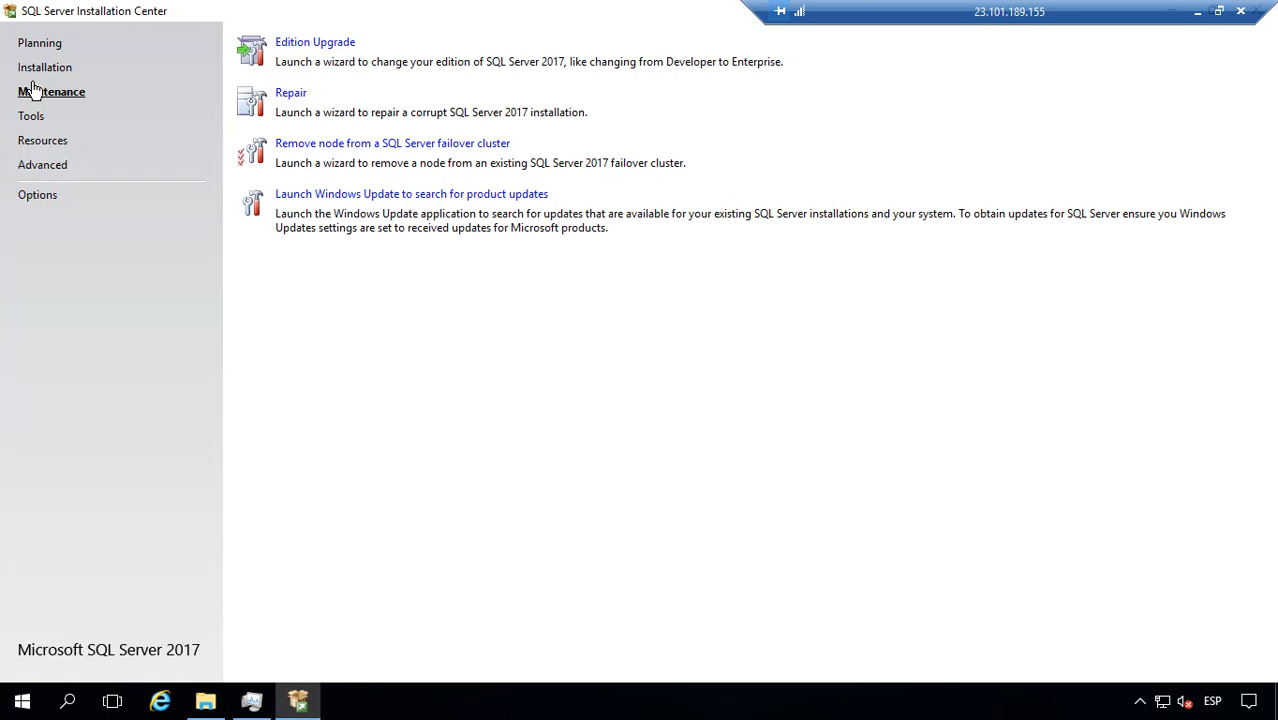 SQL Server Installation Center
23.101.189.155
Planning
Installation
Maintenance
Tools
Resources
Advanced
Options
Edition Upgrade
Launch a wizard to change your edition of SQL Server 2017, like changing from Developer to Enterprise.
Repair
Launch a wizard to repair a corrupt SQL Server 2017 installation.
Remove node from a SQL Server failover cluster
Launch a wizard to remove a node from an existing SQL Server 2017 failover cluster.
Launch Windows Update to search for product updates
Launch the Windows Update application to search for updates that are available for your existing SQL Server installations and your system. To obtain updates for SQL Server ensure you Windows
Updates settings are set to received updates for Microsoft products.
Microsoft SQL Server 2017
ESP